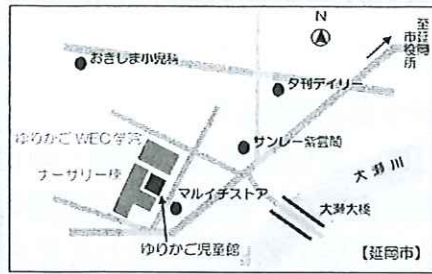 N
至延岡
市役所
おきしま小児科
夕刊デイリー
ゆりかごWEC学院
サンレー紫雲閣
ナーサリー棟
大瀬川
マルイチストア
大瀬大橋
ゆりかご児童館
【延岡市】